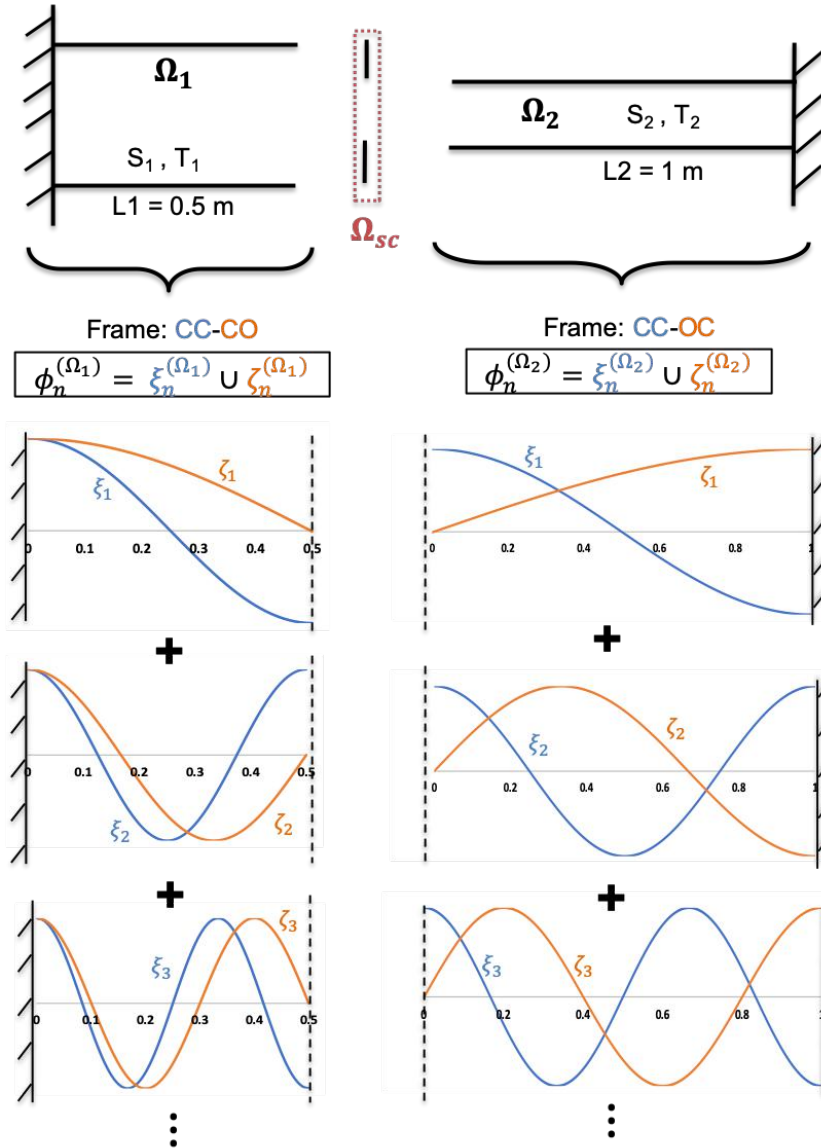 Ω₁
S₁ , T₁
L1 = 0.5 m
Ωsc
Ω₂
S₂ , T₂
L2 = 1 m
Frame: CC-CO
ϕₙ^(Ω₁) = ξₙ^(Ω₁) ∪ ζₙ^(Ω₁)
Frame: CC-OC
ϕₙ^(Ω₂) = ξₙ^(Ω₂) ∪ ζₙ^(Ω₂)
ξ₁
ζ₁
0 0.1 0.2 0.3 0.4 0.5
ξ₁
ζ₁
0 0.2 0.4 0.6 0.8 1
+
+
0 0.1 0.2 0.3 0.4 0.5
ξ₂
ζ₂
ξ₂
ζ₂
0 0.2 0.4 0.6 0.8 1
+
+
ξ₃
ζ₃
0 0.1 0.2 0.3 0.4 0.5
ξ₃
ζ₃
0 0.2 0.4 0.6 0.8 1
⋮
⋮